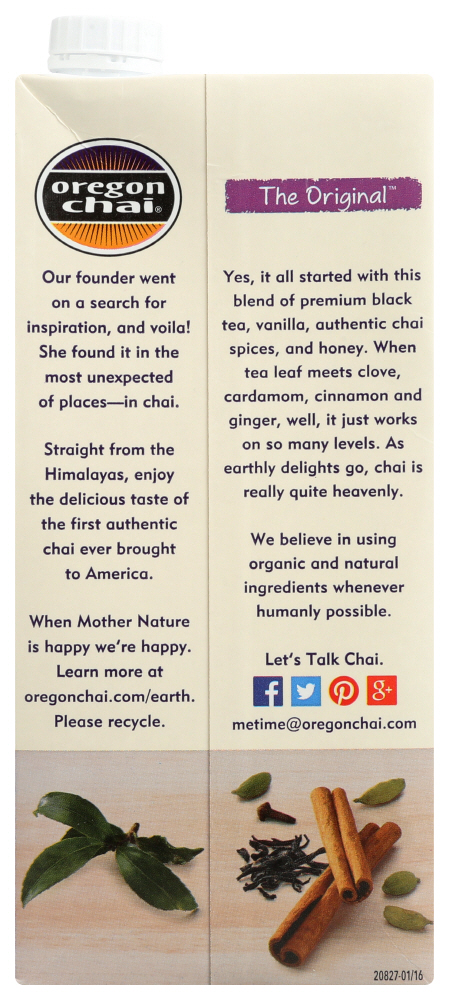 oregon
chai®
Our founder went
on a search for
inspiration, and voila!
She found it in the
most unexpected
of places—in chai.
Straight from the
Himalayas, enjoy
the delicious taste of
the first authentic
chai ever brought
to America.
When Mother Nature
is happy we're happy.
Learn more at
oregonchai.com/earth.
Please recycle.
The Original™
Yes, it all started with this
blend of premium black
tea, vanilla, authentic chai
spices, and honey. When
tea leaf meets clove,
cardamom, cinnamon and
ginger, well, it just works
on so many levels. As
earthly delights go, chai is
really quite heavenly.
We believe in using
organic and natural
ingredients whenever
humanly possible.
Let's Talk Chai.
f g+
metime@oregonchai.com
20827-01/16